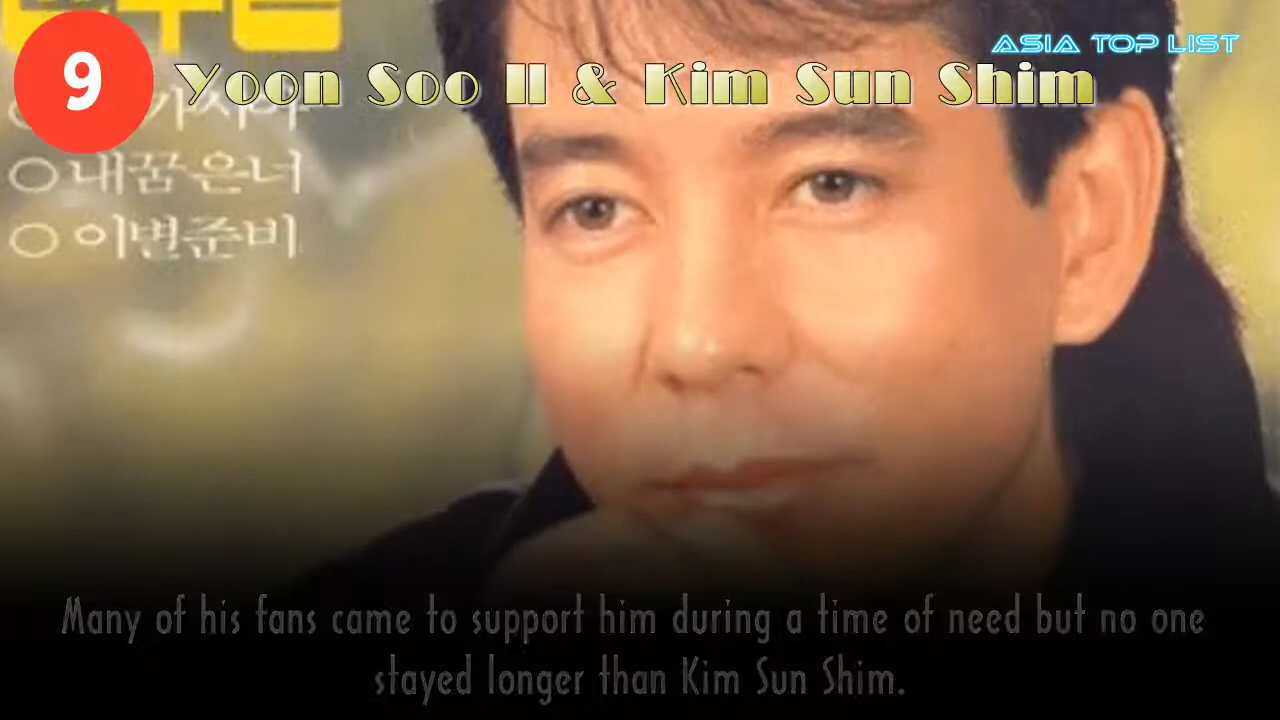 9
Yoon Soo Il & Kim Sun Shim
ASIA TOP LIST
○ 내꿈은너
○ 이별준비
Many of his fans came to support him during a time of need but no one
stayed longer than Kim Sun Shim.